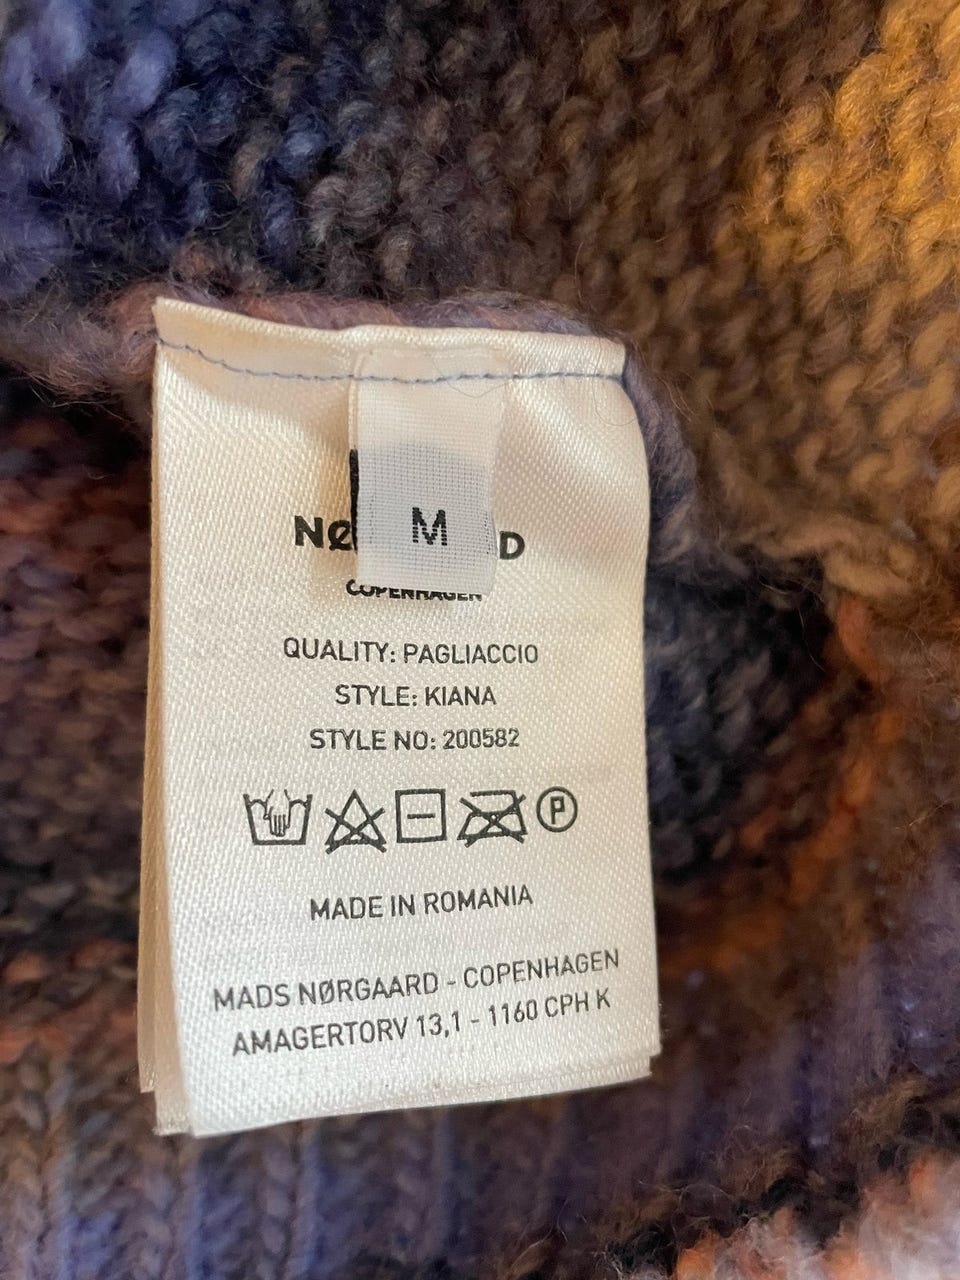 M
COPENHAGEN
QUALITY: PAGLIACCIO
STYLE: KIANA
STYLE NO: 200582
P
MADE IN ROMANIA
MADS NØRGAARD - COPENHAGEN
AMAGERTORV 13,1 - 1160 CPH K